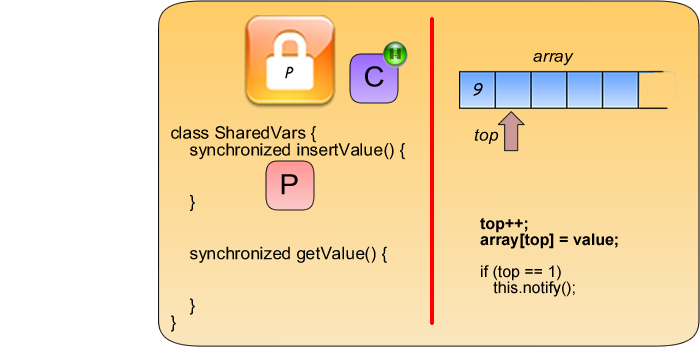 P
C
H
class SharedVars {
synchronized insertValue() {
P
}
synchronized getValue() {
}
}
array
9
top
top++;
array[top] = value;
if (top == 1)
this.notify();